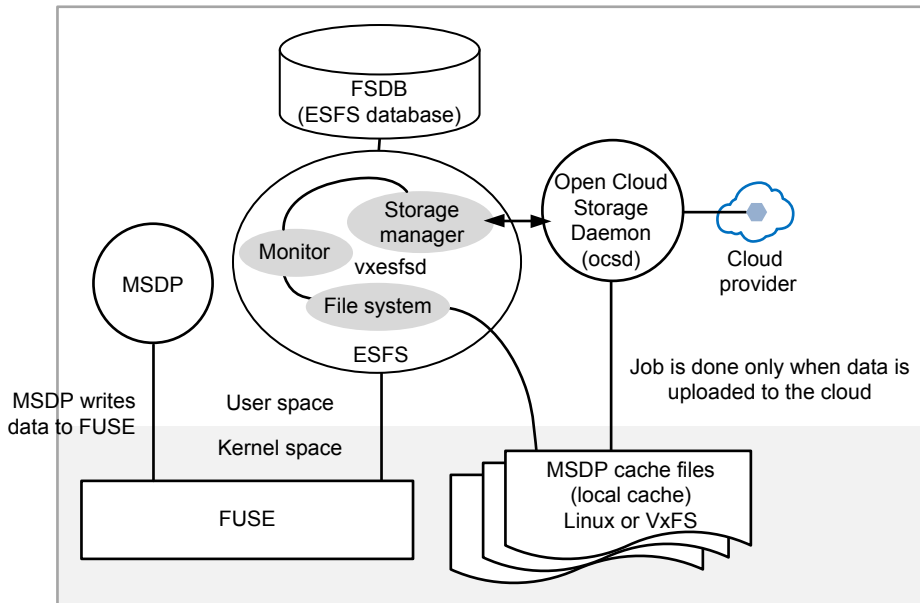 FSDB
(ESFS database)
Storage
manager
Monitor
vxesfsd
File system
ESFS
Open Cloud
Storage
Daemon
(ocsd)
Cloud
provider
MSDP
MSDP writes
data to FUSE
User space
Kernel space
Job is done only when data is
uploaded to the cloud
FUSE
MSDP cache files
(local cache)
Linux or VxFS